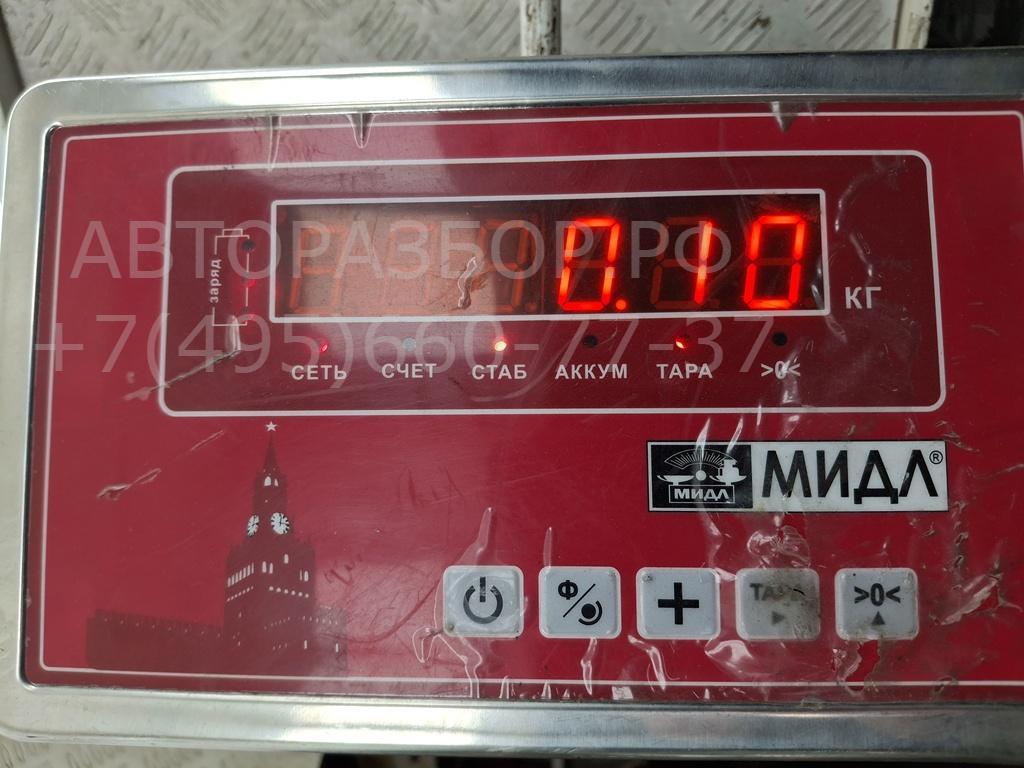 АВТОРАЗБОР.РФ
+7(495)660-77-37
заряд
0.10
КГ
СЕТЬ СЧЕТ СТАБ АККУМ ТАРА >0<
МИДЛ МИДЛ®
Ф
ТАРА >0<